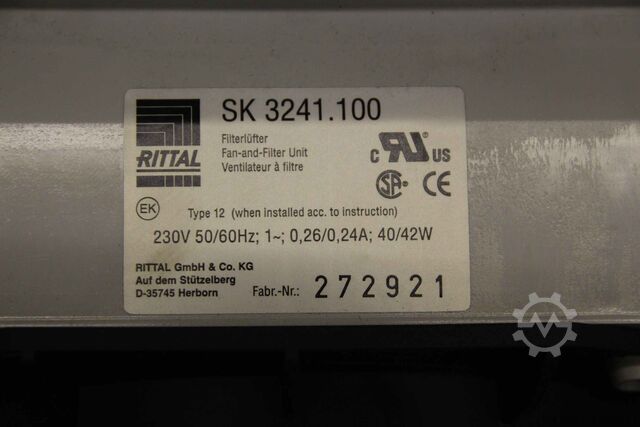 SK 3241.100
RITTAL
Filterlüfter
Fan-and-Filter Unit
Ventilateur à filtre
C RU US
SA CE
EK
Type 12 (when installed acc. to instruction)
230V 50/60Hz; 1~; 0,26/0,24A; 40/42W
RITTAL GmbH & Co. KG
Auf dem Stützelberg
D-35745 Herborn
Fabr.-Nr.: 272921